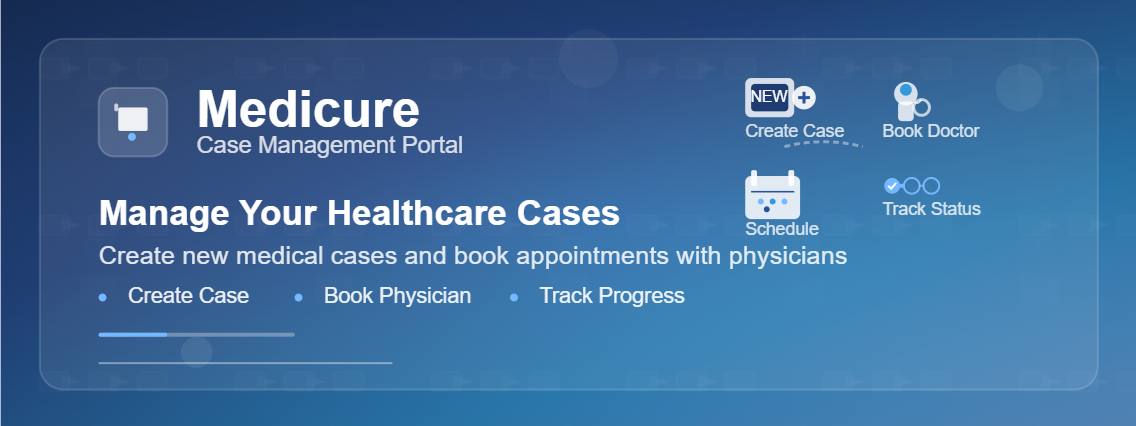 Medicure
Case Management Portal
Manage Your Healthcare Cases
Create new medical cases and book appointments with physicians
Create Case
Book Physician
Track Progress
NEW
Create Case
Book Doctor
Schedule
Track Status